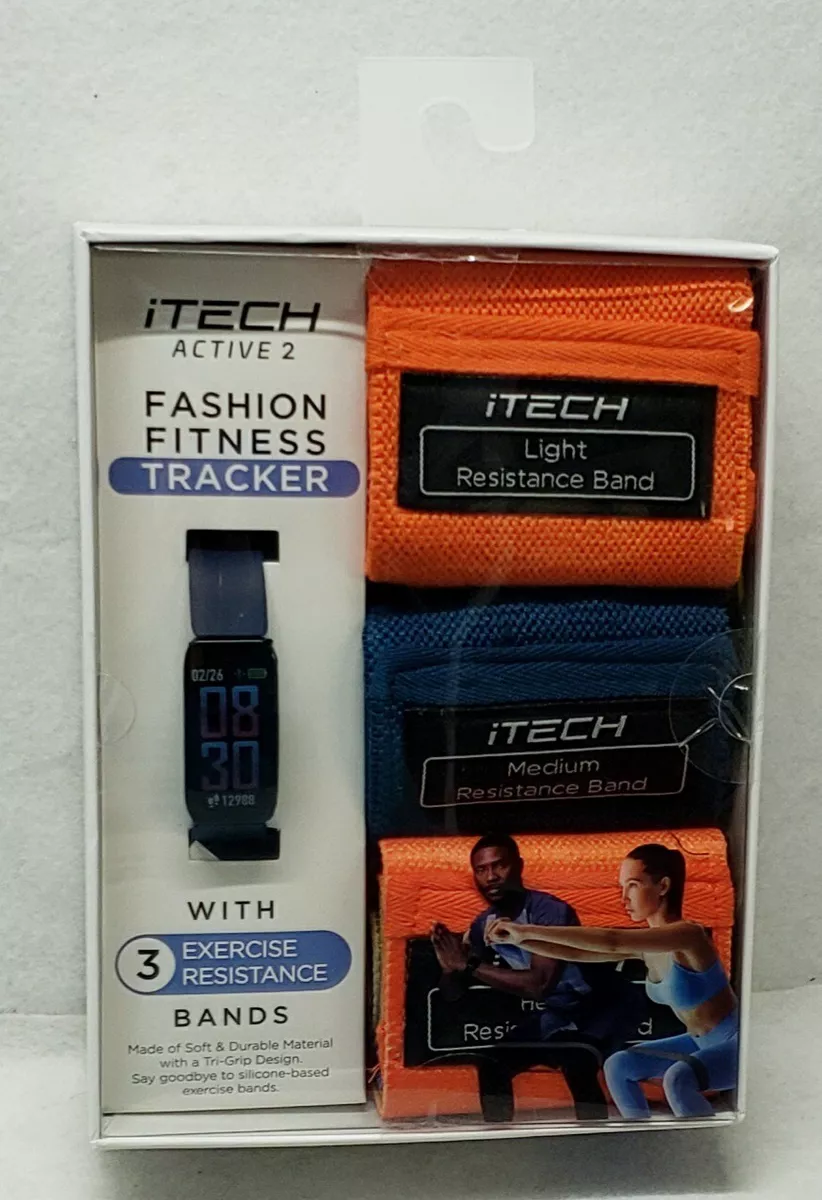 iTECH
ACTIVE 2
FASHION
FITNESS
TRACKER
02/26
08
30
12988
WITH
3 EXERCISE
RESISTANCE
BANDS
Made of Soft & Durable Material
with a Tri-Grip Design.
Say goodbye to silicone-based
exercise bands.
iTECH
Light
Resistance Band
iTECH
Medium
Resistance Band